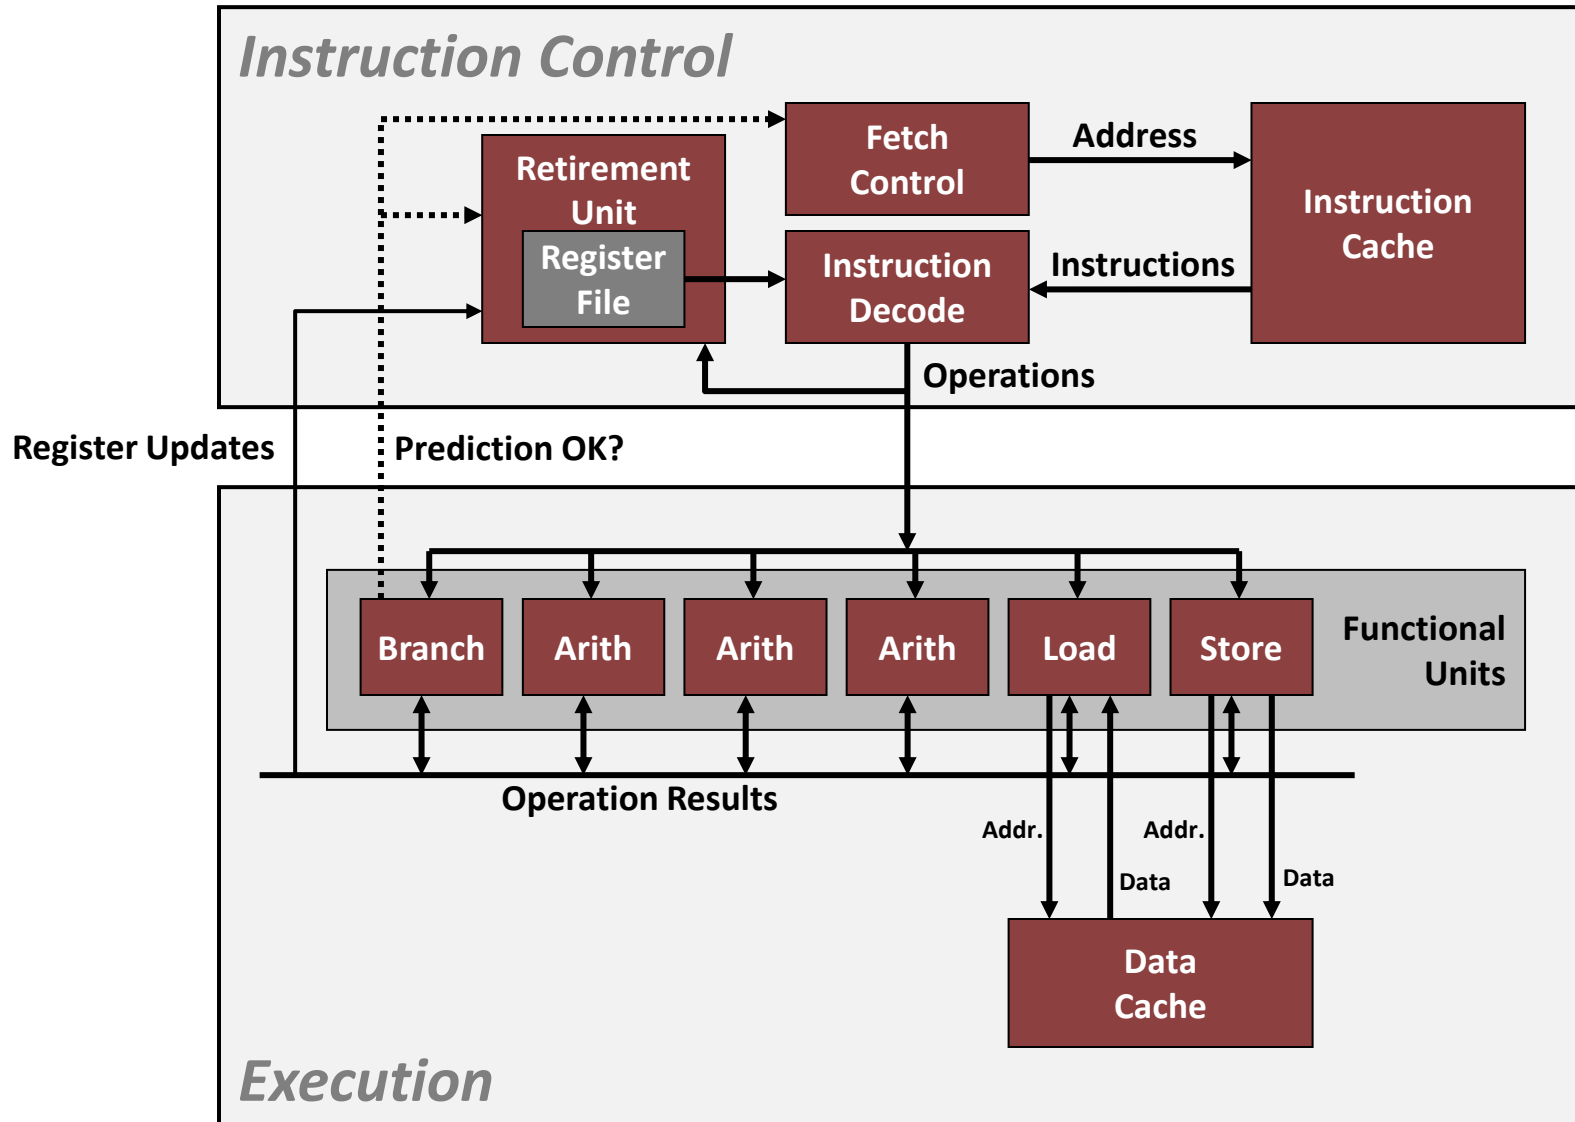 Instruction Control
Fetch
Control
Address
Instruction
Cache
Retirement
Unit
Register
File
Instruction
Decode
Instructions
Operations
Register Updates
Prediction OK?
Branch
Arith
Arith
Arith
Load
Store
Functional
Units
Operation Results
Addr.
Addr.
Data
Data
Data
Cache
Execution